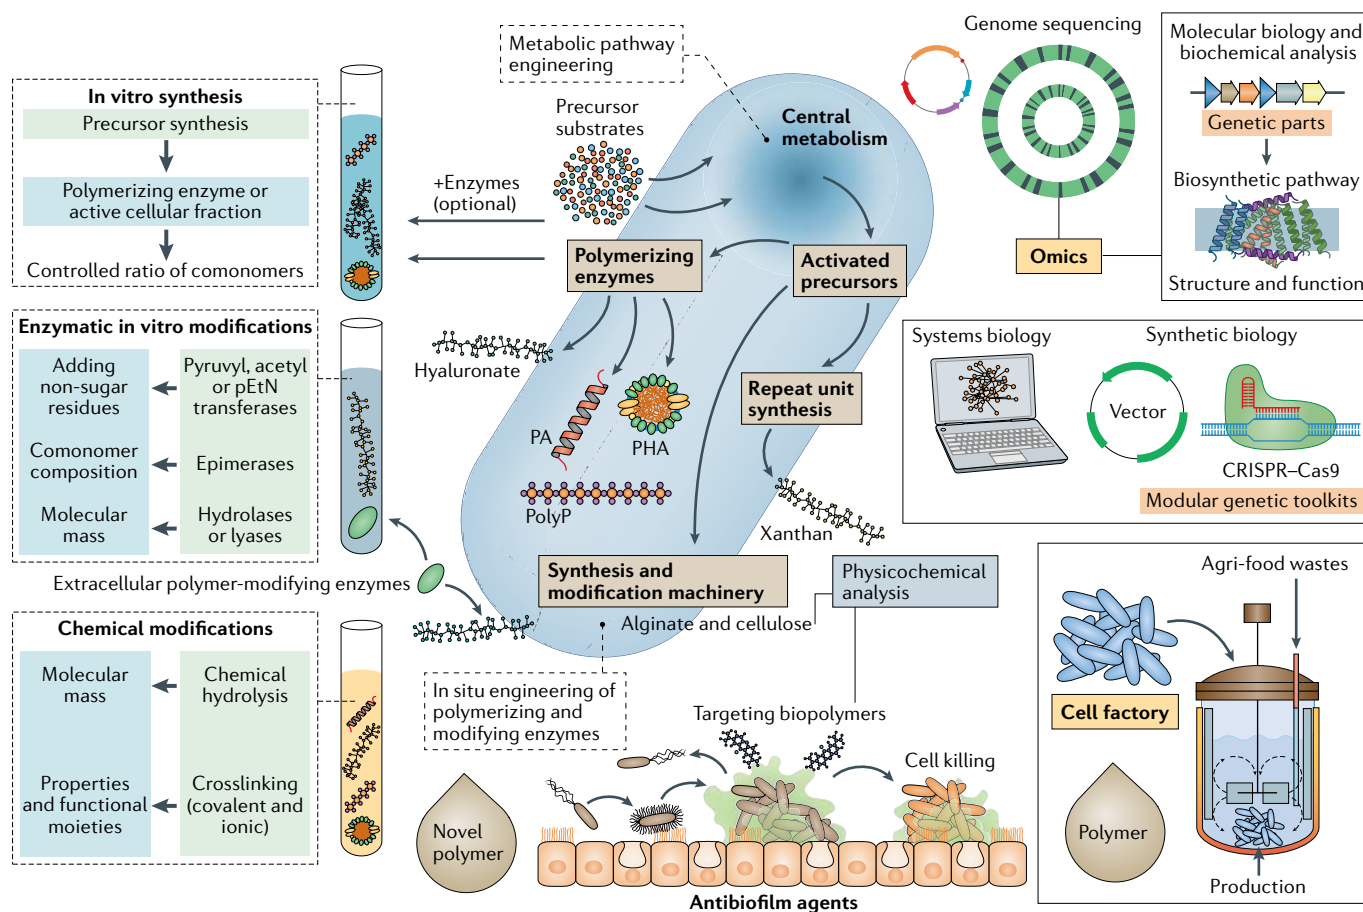 In vitro synthesis
Precursor synthesis
Polymerizing enzyme or
active cellular fraction
Controlled ratio of comonomers
Enzymatic in vitro modifications
Adding
non-sugar
residues
Pyruvyl, acetyl
or pEtN
transferases
Comonomer
composition
Epimerases
Molecular
mass
Hydrolases
or lyases
Extracellular polymer-modifying enzymes
Chemical modifications
Molecular
mass
Chemical
hydrolysis
Properties
and functional
moieties
Crosslinking
(covalent and
ionic)
Metabolic pathway
engineering
Precursor
substrates
Central
metabolism
+Enzymes
(optional)
Polymerizing
enzymes
Activated
precursors
Hyaluronate
PA
PHA
PolyP
Repeat unit
synthesis
Xanthan
Synthesis and
modification machinery
Alginate and cellulose
Physicochemical
analysis
In situ engineering of
polymerizing and
modifying enzymes
Targeting biopolymers
Cell killing
Novel
polymer
Antibiofilm agents
Genome sequencing
Omics
Molecular biology and
biochemical analysis
Genetic parts
Biosynthetic pathway
Structure and function
Systems biology
Synthetic biology
Vector
CRISPR–Cas9
Modular genetic toolkits
Agri-food wastes
Cell factory
Polymer
Production